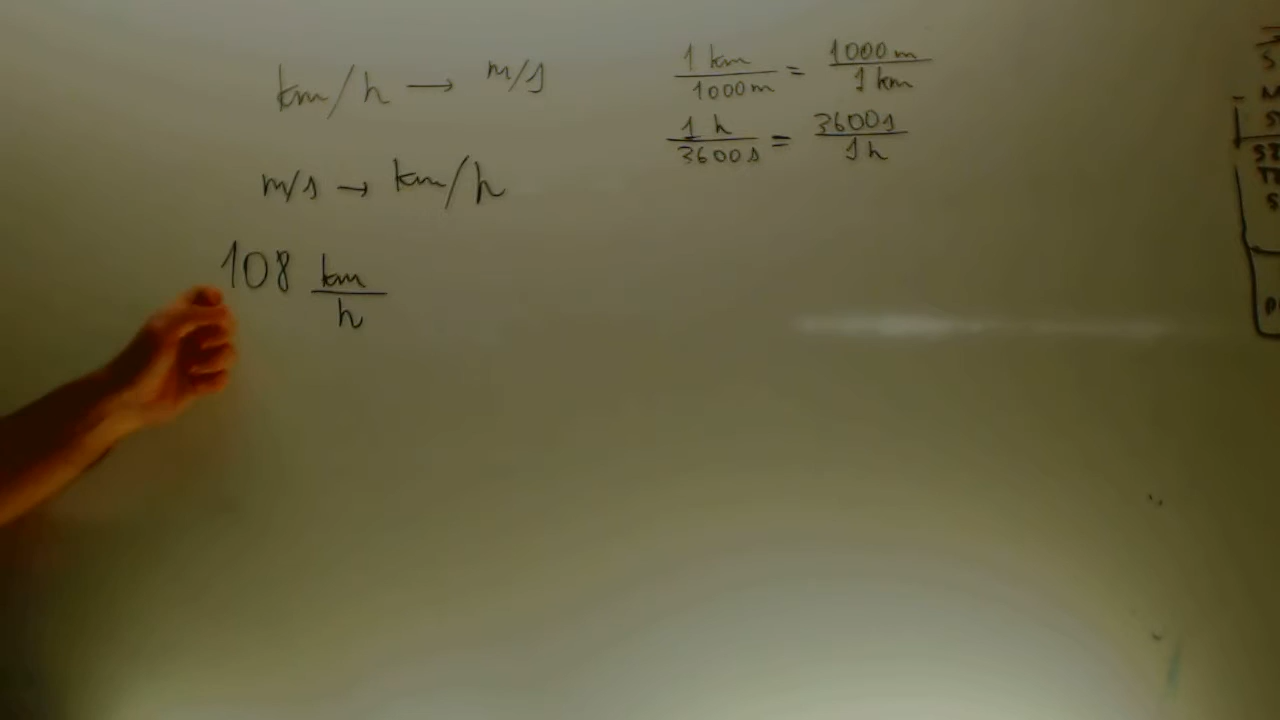 km/h → m/s
m/s → km/h
108 km/h
1 km/1000 m = 1000 m/1 km
1 h/3600 s = 3600 s/1 h